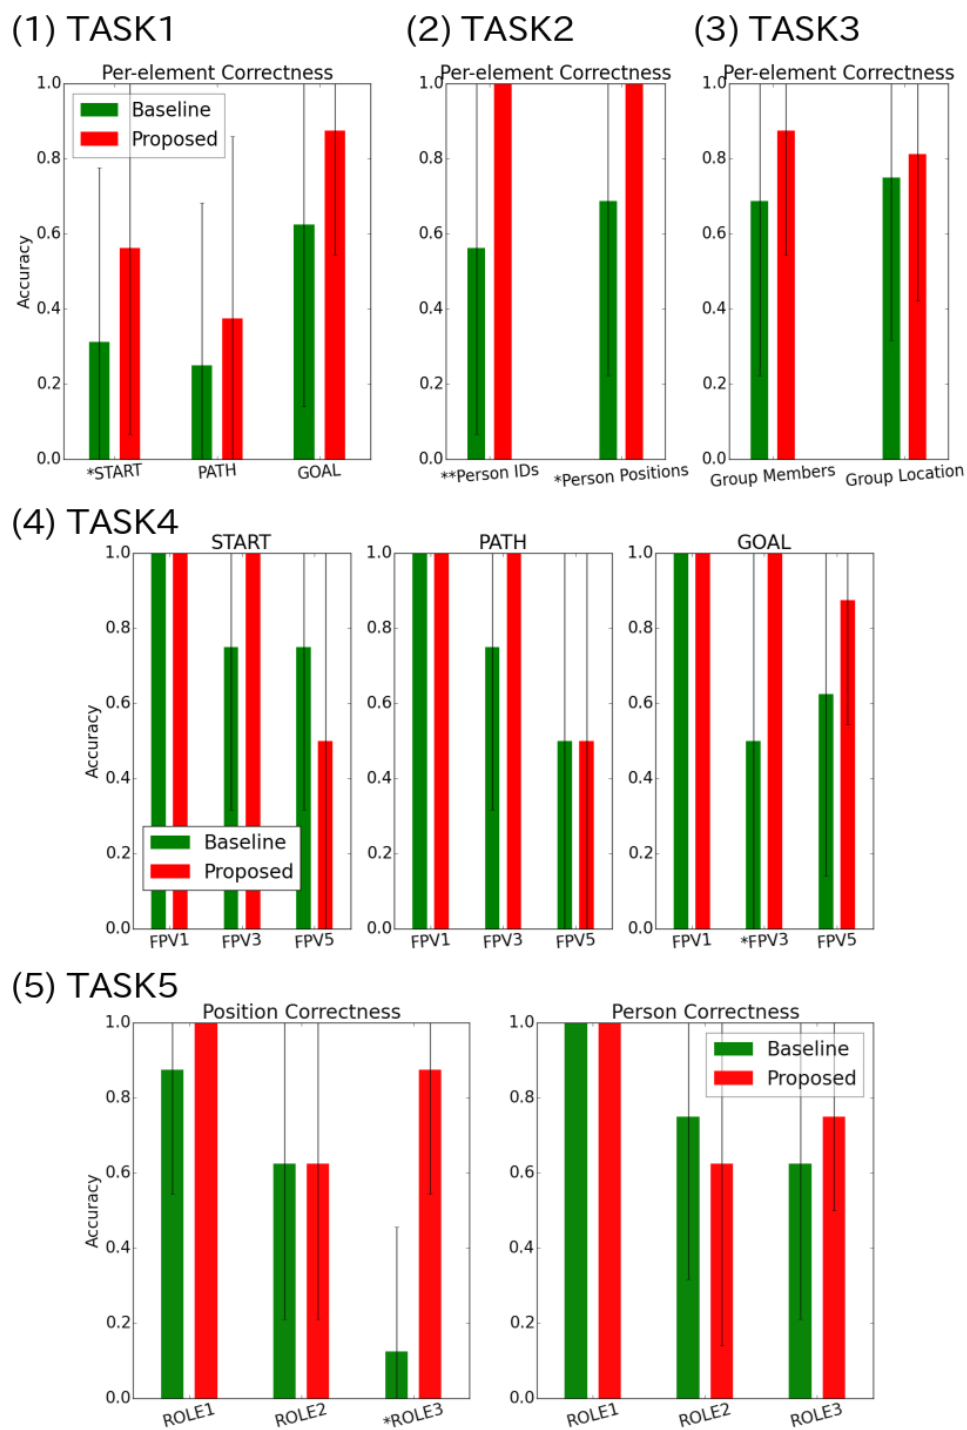 (1) TASK1
(2) TASK2
(3) TASK3
Per-element Correctness
Per-element Correctness
Per-element Correctness
1.0
0.8
0.6
0.4
0.2
0.0
Accuracy
Baseline
Proposed
*START
PATH
GOAL
1.0
0.8
0.6
0.4
0.2
0.0
**Person IDs
*Person Positions
1.0
0.8
0.6
0.4
0.2
0.0
Group Members
Group Location
(4) TASK4
START
PATH
GOAL
1.0
0.8
0.6
0.4
0.2
0.0
Accuracy
Baseline
Proposed
FPV1
FPV3
FPV5
1.0
0.8
0.6
0.4
0.2
0.0
FPV1
FPV3
FPV5
1.0
0.8
0.6
0.4
0.2
0.0
FPV1
*FPV3
FPV5
(5) TASK5
Position Correctness
Person Correctness
1.0
0.8
0.6
0.4
0.2
0.0
Accuracy
ROLE1
ROLE2
*ROLE3
1.0
0.8
0.6
0.4
0.2
0.0
Baseline
Proposed
ROLE1
ROLE2
ROLE3